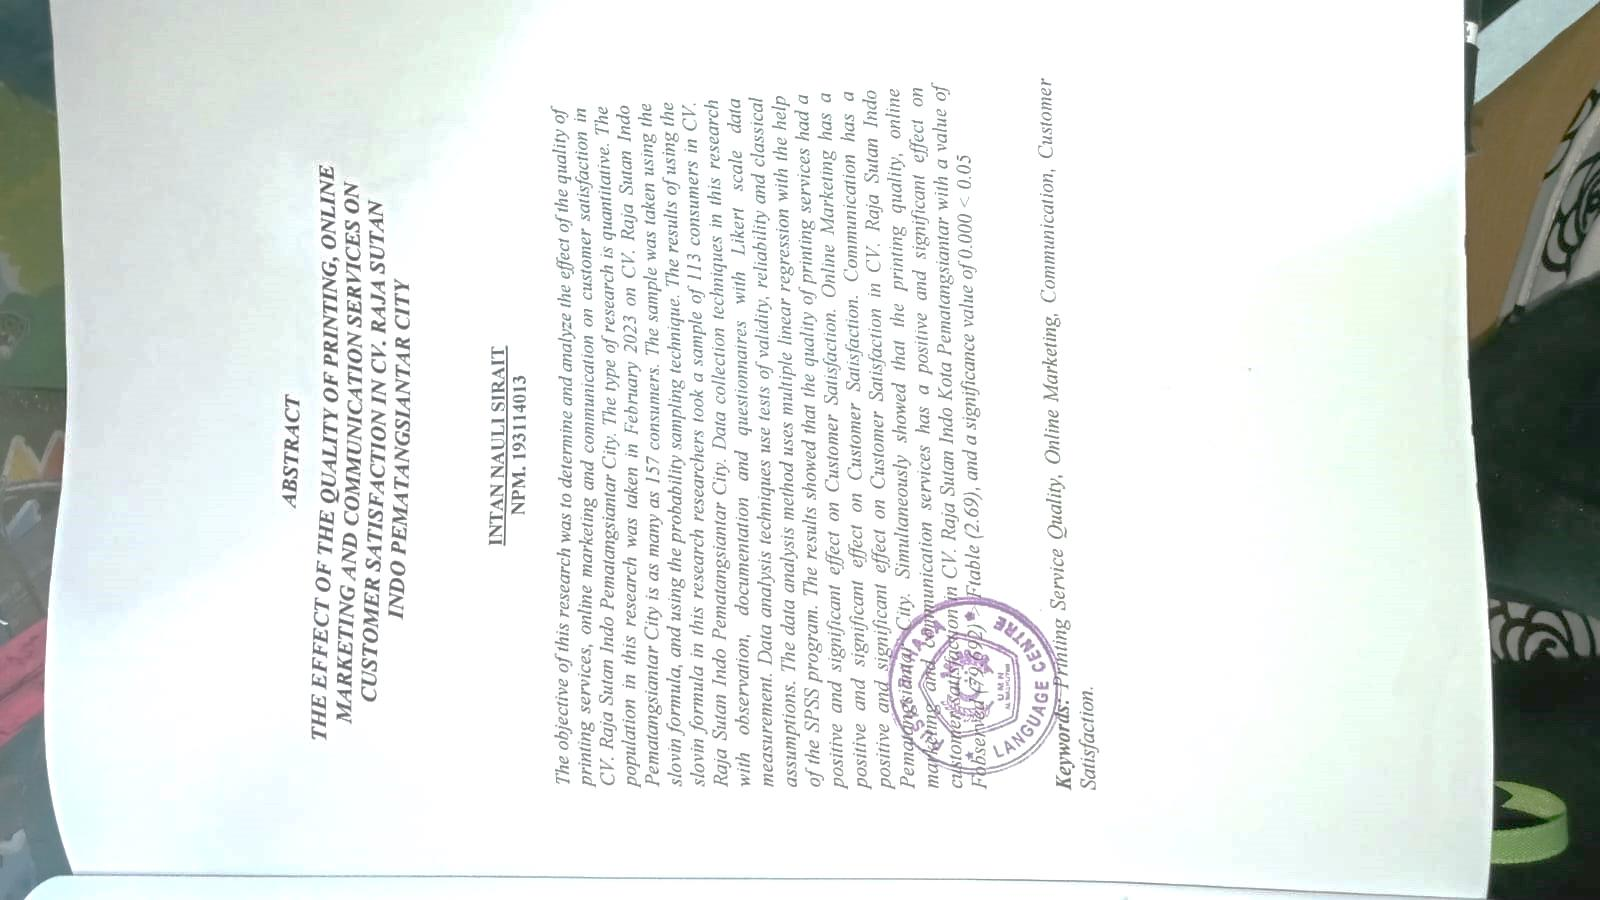 ABSTRACT
THE EFFECT OF THE QUALITY OF PRINTING, ONLINE
MARKETING AND COMMUNICATION SERVICES ON
CUSTOMER SATISFACTION IN CV. RAJA SUTAN
INDO PEMATANGSIANTAR CITY
INTAN NAULI SIRAIT
NPM. 193114013
The objective of this research was to determine and analyze the effect of the quality of
printing services, online marketing and communication on customer satisfaction in
CV. Raja Sutan Indo Pematangsiantar City. The type of research is quantitative. The
population in this research was taken in February 2023 on CV. Raja Sutan Indo
Pematangsiantar City is as many as 157 consumers. The sample was taken using the
slovin formula, and using the probability sampling technique. The results of using the
slovin formula in this research researchers took a sample of 113 consumers in CV.
Raja Sutan Indo Pematangsiantar City. Data collection techniques in this research
with observation, documentation and questionnaires with Likert scale data
measurement. Data analysis techniques use tests of validity, reliability and classical
assumptions. The data analysis method uses multiple linear regression with the help
of the SPSS program. The results showed that the quality of printing services had a
positive and significant effect on Customer Satisfaction. Online Marketing has a
positive and significant effect on Customer Satisfaction. Communication has a
positive and significant effect on Customer Satisfaction in CV. Raja Sutan Indo
Pematangsiantar City. Simultaneously showed that the printing quality, online
marketing and communication services has a positive and significant effect on
customer satisfaction in CV. Raja Sutan Indo Kota Pematangsiantar with a value of
Fobserved > Ftable (2.69), and a significance value of 0.000 < 0.05
Keywords: Printing Service Quality, Online Marketing, Communication, Customer
Satisfaction.
PUSAT BAHASA
UMN
LANGUAGE CENTRE